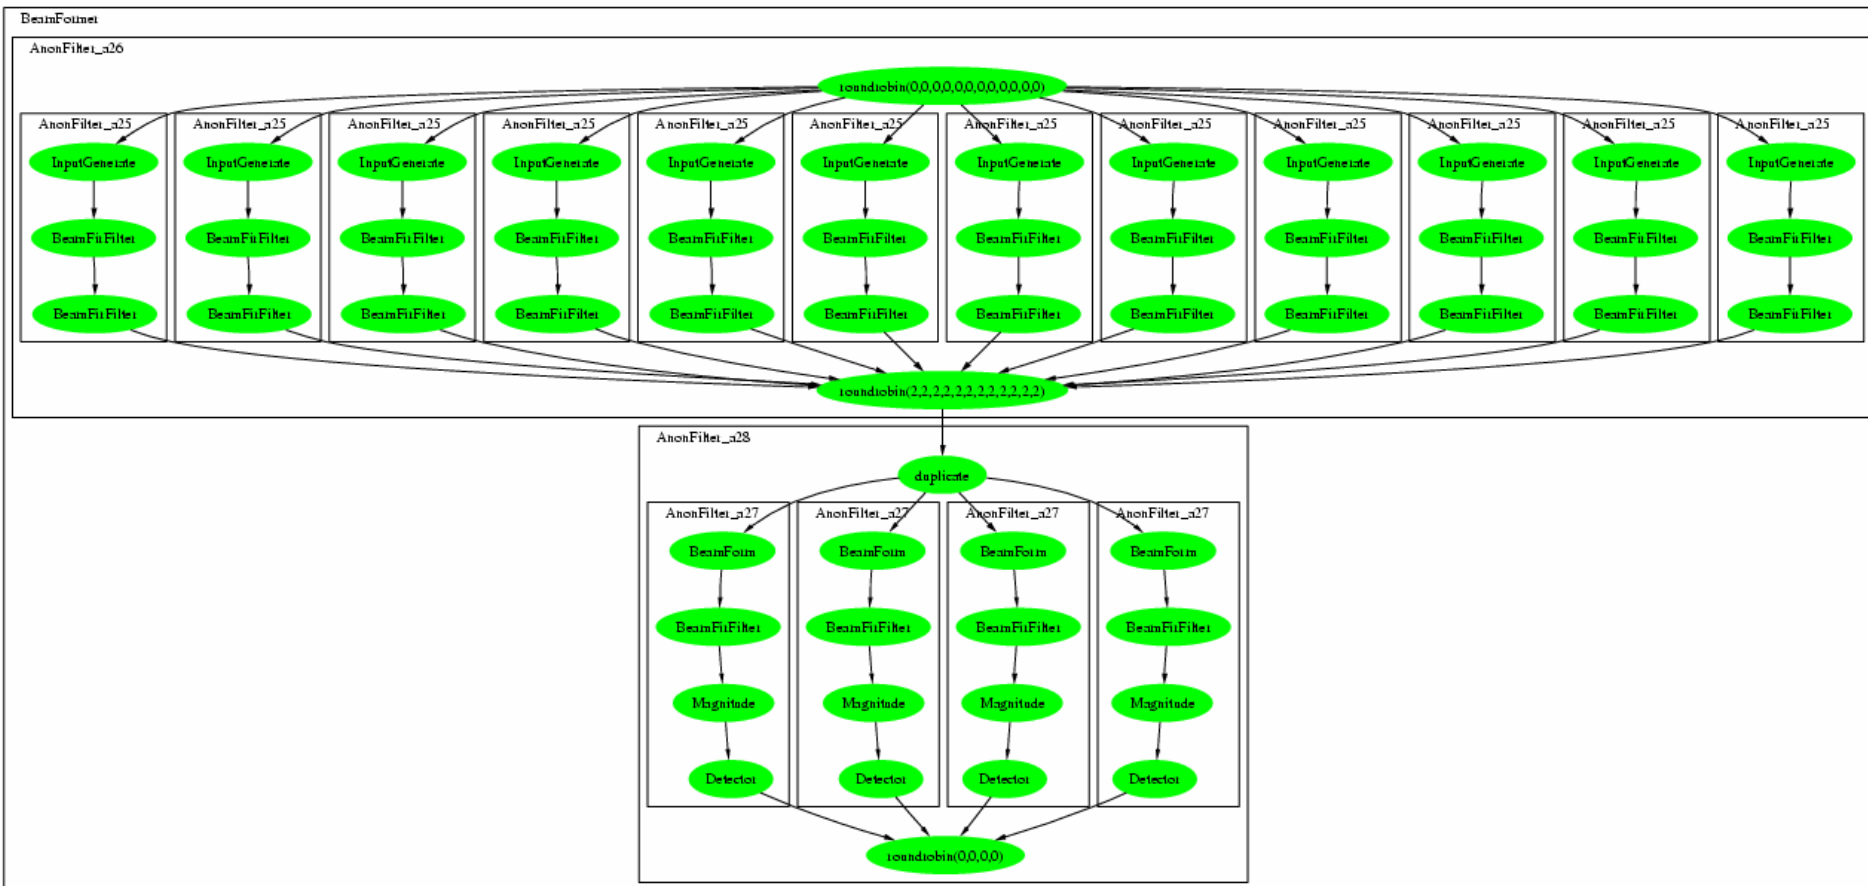 BeamFormer
AnonFilter_a26
roundrobin(0,0,0,0,0,0,0,0,0,0,0,0)
AnonFilter_a25 AnonFilter_a25 AnonFilter_a25 AnonFilter_a25 AnonFilter_a25 AnonFilter_a25 AnonFilter_a25 AnonFilter_a25 AnonFilter_a25 AnonFilter_a25 AnonFilter_a25 AnonFilter_a25
InputGenerate InputGenerate InputGenerate InputGenerate InputGenerate InputGenerate InputGenerate InputGenerate InputGenerate InputGenerate InputGenerate InputGenerate
BeamFirFilter BeamFirFilter BeamFirFilter BeamFirFilter BeamFirFilter BeamFirFilter BeamFirFilter BeamFirFilter BeamFirFilter BeamFirFilter BeamFirFilter BeamFirFilter
BeamFirFilter BeamFirFilter BeamFirFilter BeamFirFilter BeamFirFilter BeamFirFilter BeamFirFilter BeamFirFilter BeamFirFilter BeamFirFilter BeamFirFilter BeamFirFilter
roundrobin(2,2,2,2,2,2,2,2,2,2,2,2)
AnonFilter_a28
duplicate
AnonFilter_a27 AnonFilter_a27 AnonFilter_a27 AnonFilter_a27
BeamForm BeamForm BeamForm BeamForm
BeamFirFilter BeamFirFilter BeamFirFilter BeamFirFilter
Magnitude Magnitude Magnitude Magnitude
Detector Detector Detector Detector
roundrobin(0,0,0,0)